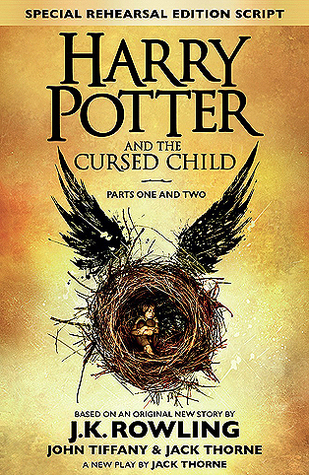 SPECIAL REHEARSAL EDITION SCRIPT
HARRY
POTTER
AND THE
CURSED CHILD
PARTS ONE AND TWO
BASED ON AN ORIGINAL NEW STORY BY
J.K. ROWLING
JOHN TIFFANY & JACK THORNE
A NEW PLAY BY JACK THORNE